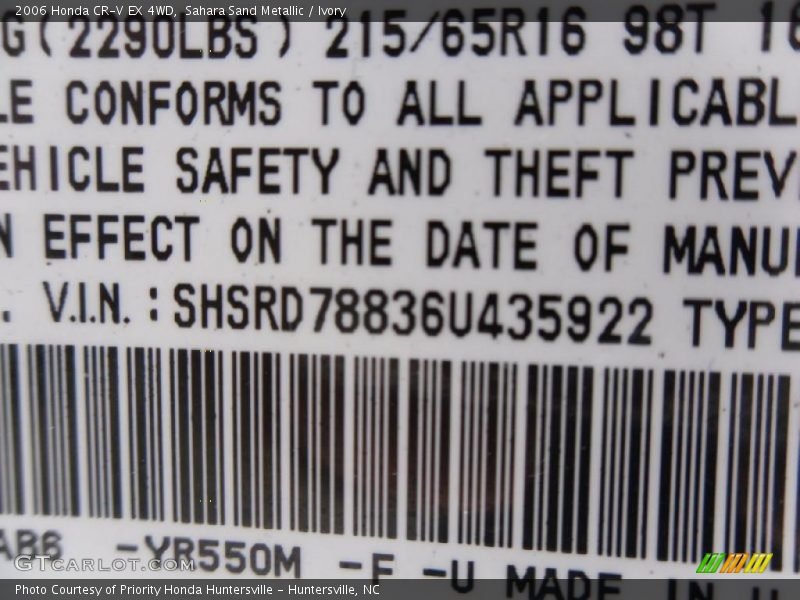 2006 Honda CR-V EX 4WD, Sahara Sand Metallic / Ivory
G(2290LBS) 215/65R16 98T 16
LE CONFORMS TO ALL APPLICABL
EHICLE SAFETY AND THEFT PREV
N EFFECT ON THE DATE OF MANU
. V.I.N.:SHSRD78836U435922 TYPE
-YR550M -F -U MADE IN U
GTcarlot.com
Photo Courtesy of Priority Honda Huntersville - Huntersville, NC